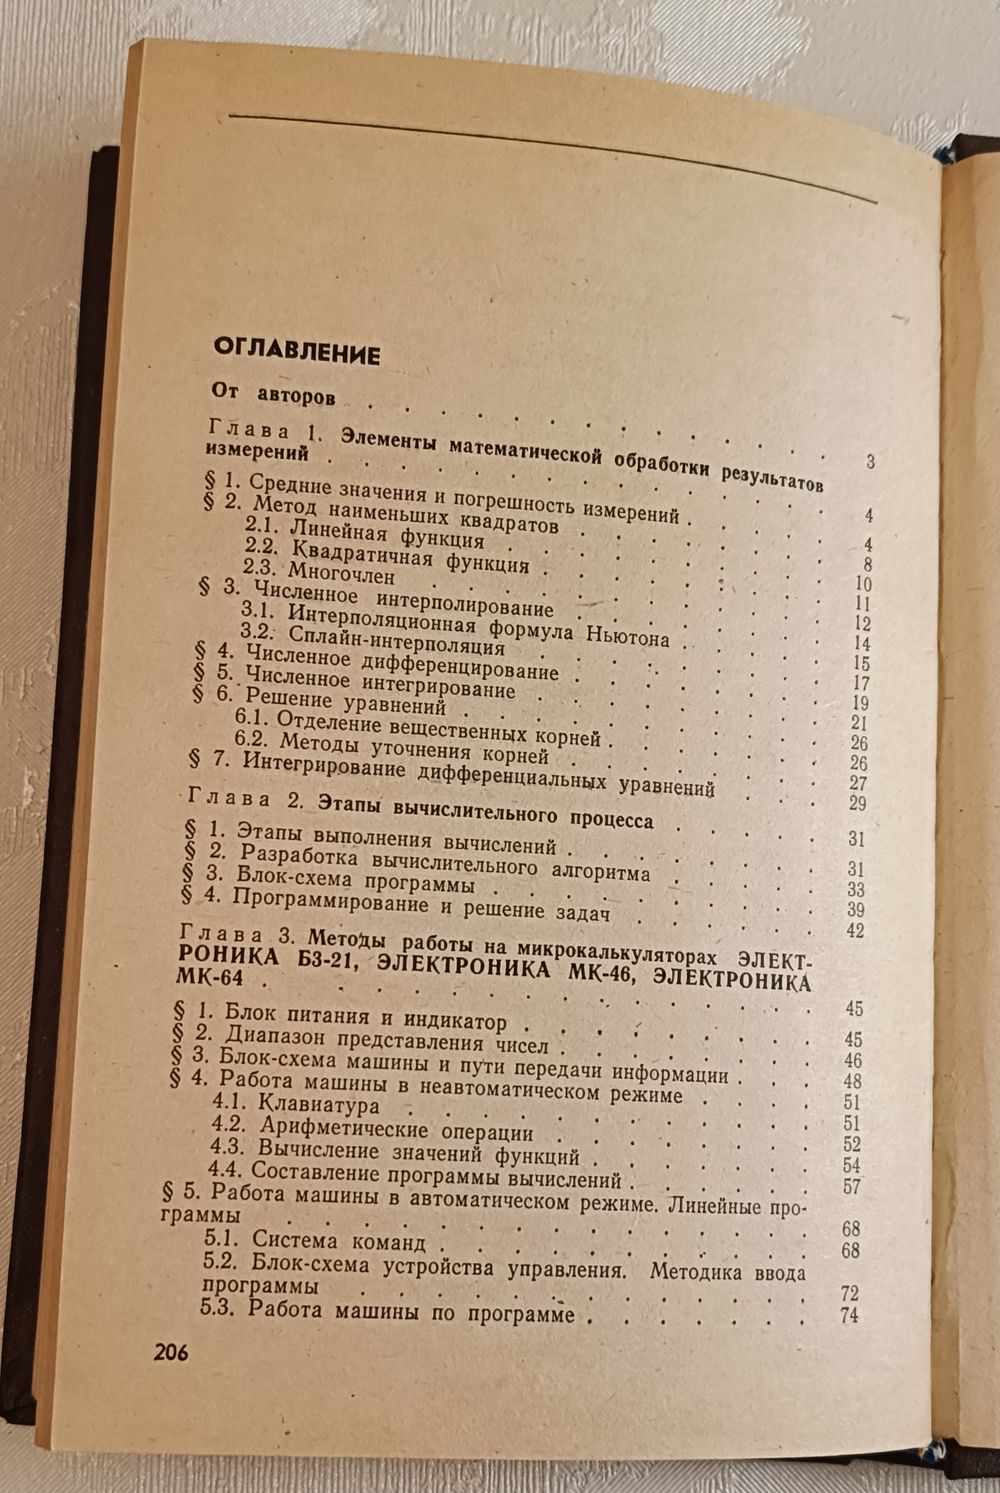 ОГЛАВЛЕНИЕ
От авторов . . . . . . . . . . . 3
Глава 1. Элементы математической обработки результатов
измерений . . . . . . . . . . . 4
§ 1. Средние значения и погрешность измерений . . . . 4
§ 2. Метод наименьших квадратов . . . . . . 8
2.1. Линейная функция . . . . . . . 10
2.2. Квадратичная функция . . . . . . 11
2.3. Многочлен . . . . . . . . 12
§ 3. Численное интерполирование . . . . . . 14
3.1. Интерполяционная формула Ньютона . . . . 15
3.2. Сплайн-интерполяция . . . . . . 17
§ 4. Численное дифференцирование . . . . . . 19
§ 5. Численное интегрирование . . . . . . 21
§ 6. Решение уравнений . . . . . . . 26
6.1. Отделение вещественных корней . . . . . 26
6.2. Методы уточнения корней . . . . . . 27
§ 7. Интегрирование дифференциальных уравнений . . . 29
Глава 2. Этапы вычислительного процесса . . . . . 31
§ 1. Этапы выполнения вычислений . . . . . . 31
§ 2. Разработка вычислительного алгоритма . . . . 33
§ 3. Блок-схема программы . . . . . . . 39
§ 4. Программирование и решение задач . . . . . 42
Глава 3. Методы работы на микрокалькуляторах ЭЛЕКТ-
РОНИКА Б3-21, ЭЛЕКТРОНИКА МК-46, ЭЛЕКТРОНИКА
МК-64 . . . . . . . . . . . . 45
§ 1. Блок питания и индикатор . . . . . . . 45
§ 2. Диапазон представления чисел . . . . . . 46
§ 3. Блок-схема машины и пути передачи информации . . . 48
§ 4. Работа машины в неавтоматическом режиме . . . . 51
4.1. Клавиатура . . . . . . . . . 51
4.2. Арифметические операции . . . . . . 52
4.3. Вычисление значений функций . . . . . 54
4.4. Составление программы вычислений . . . . . 57
§ 5. Работа машины в автоматическом режиме. Линейные про-
граммы . . . . . . . . . . . 68
5.1. Система команд . . . . . . . . 68
5.2. Блок-схема устройства управления. Методика ввода
программы . . . . . . . . . . 72
5.3. Работа машины по программе . . . . . . 74
206